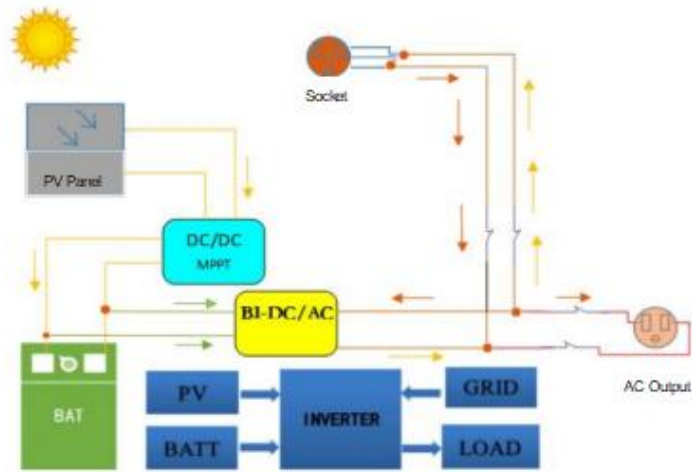 Socket
PV Panel
DC/DC
MPPT
BI-DC/AC
AC Output
BAT
PV
BATT
INVERTER
GRID
LOAD